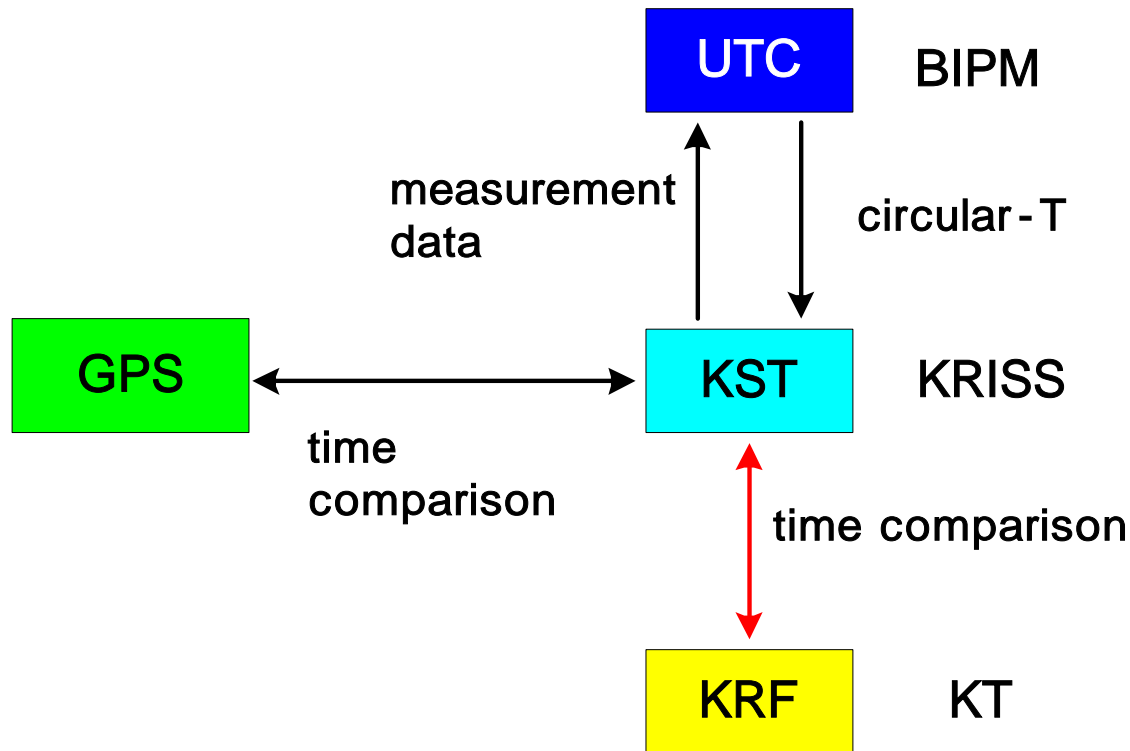 UTC
BIPM
measurement
data
circular-T
GPS
KST
KRISS
time
comparison
time comparison
KRF
KT